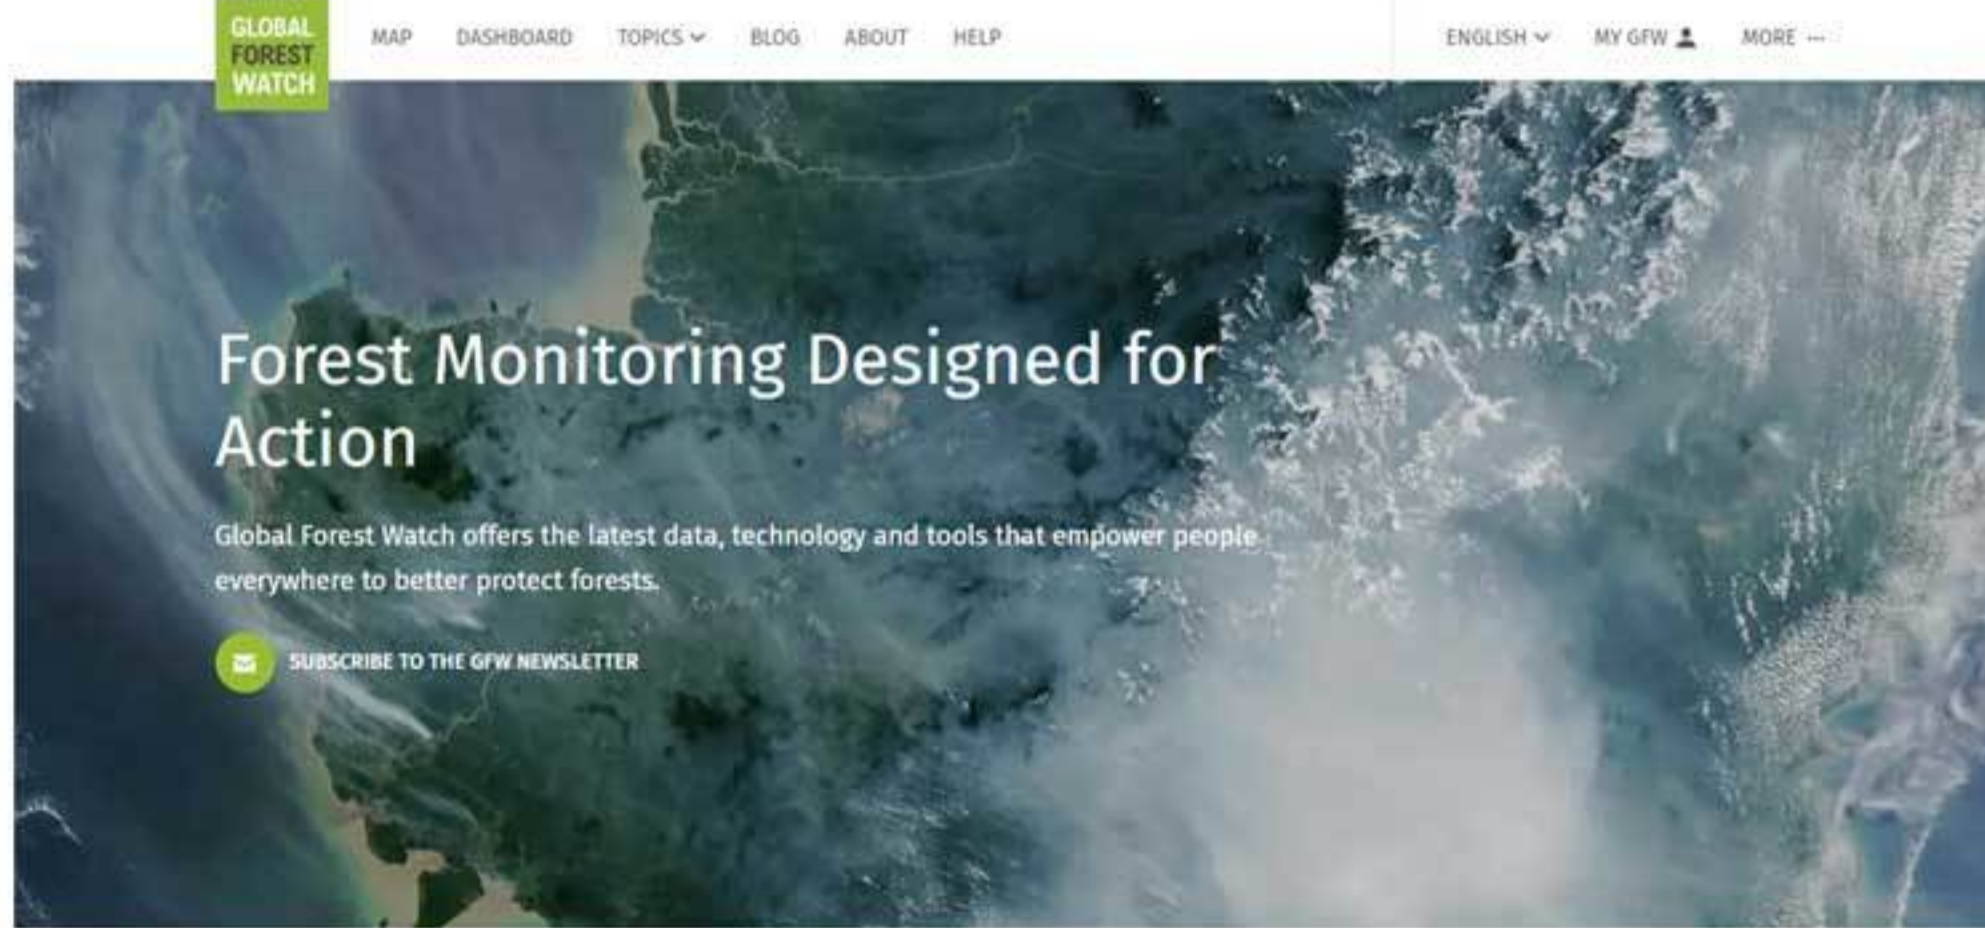 GLOBAL
FOREST
WATCH
MAP DASHBOARD TOPICS BLOG ABOUT HELP ENGLISH MY GFW MORE ...
Forest Monitoring Designed for
Action
Global Forest Watch offers the latest data, technology and tools that empower people
everywhere to better protect forests.
SUBSCRIBE TO THE GFW NEWSLETTER